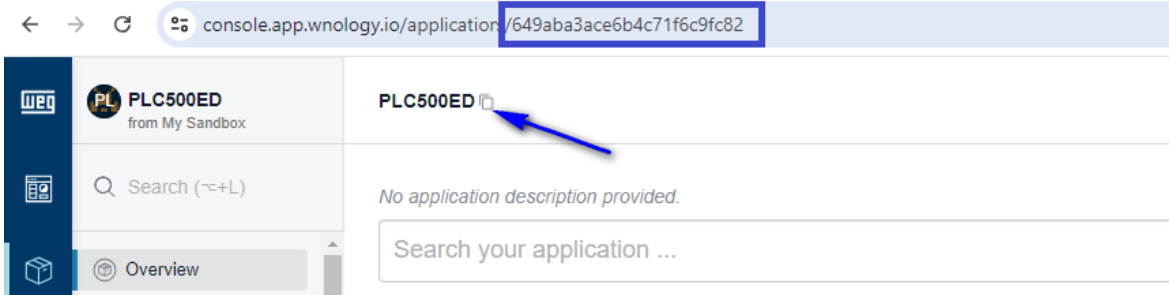 console.app.wnology.io/applications/649aba3ace6b4c71f6c9fc82
WEG
PL
PLC500ED
from My Sandbox
PLC500ED
Search (⌥+L)
No application description provided.
Search your application ...
Overview